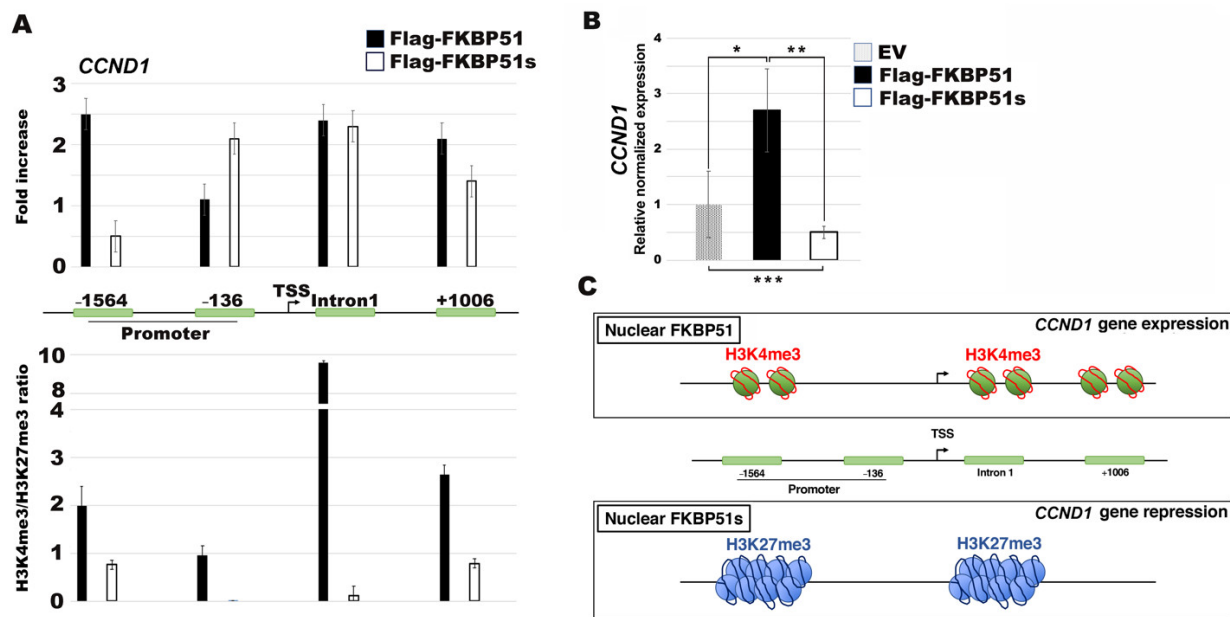 A
Flag-FKBP51
Flag-FKBP51s
CCND1
Fold increase
3
2
1
0
-1564
-136
TSS
Intron1
+1006
Promoter
H3K4me3/H3K27me3 ratio
10
8
4
3
2
1
0
B
CCND1
Relative normalized expression
4
3
2
1
0
*
**
***
EV
Flag-FKBP51
Flag-FKBP51s
C
Nuclear FKBP51
CCND1 gene expression
H3K4me3
H3K4me3
TSS
-1564
-136
Intron 1
+1006
Promoter
Nuclear FKBP51s
CCND1 gene repression
H3K27me3
H3K27me3